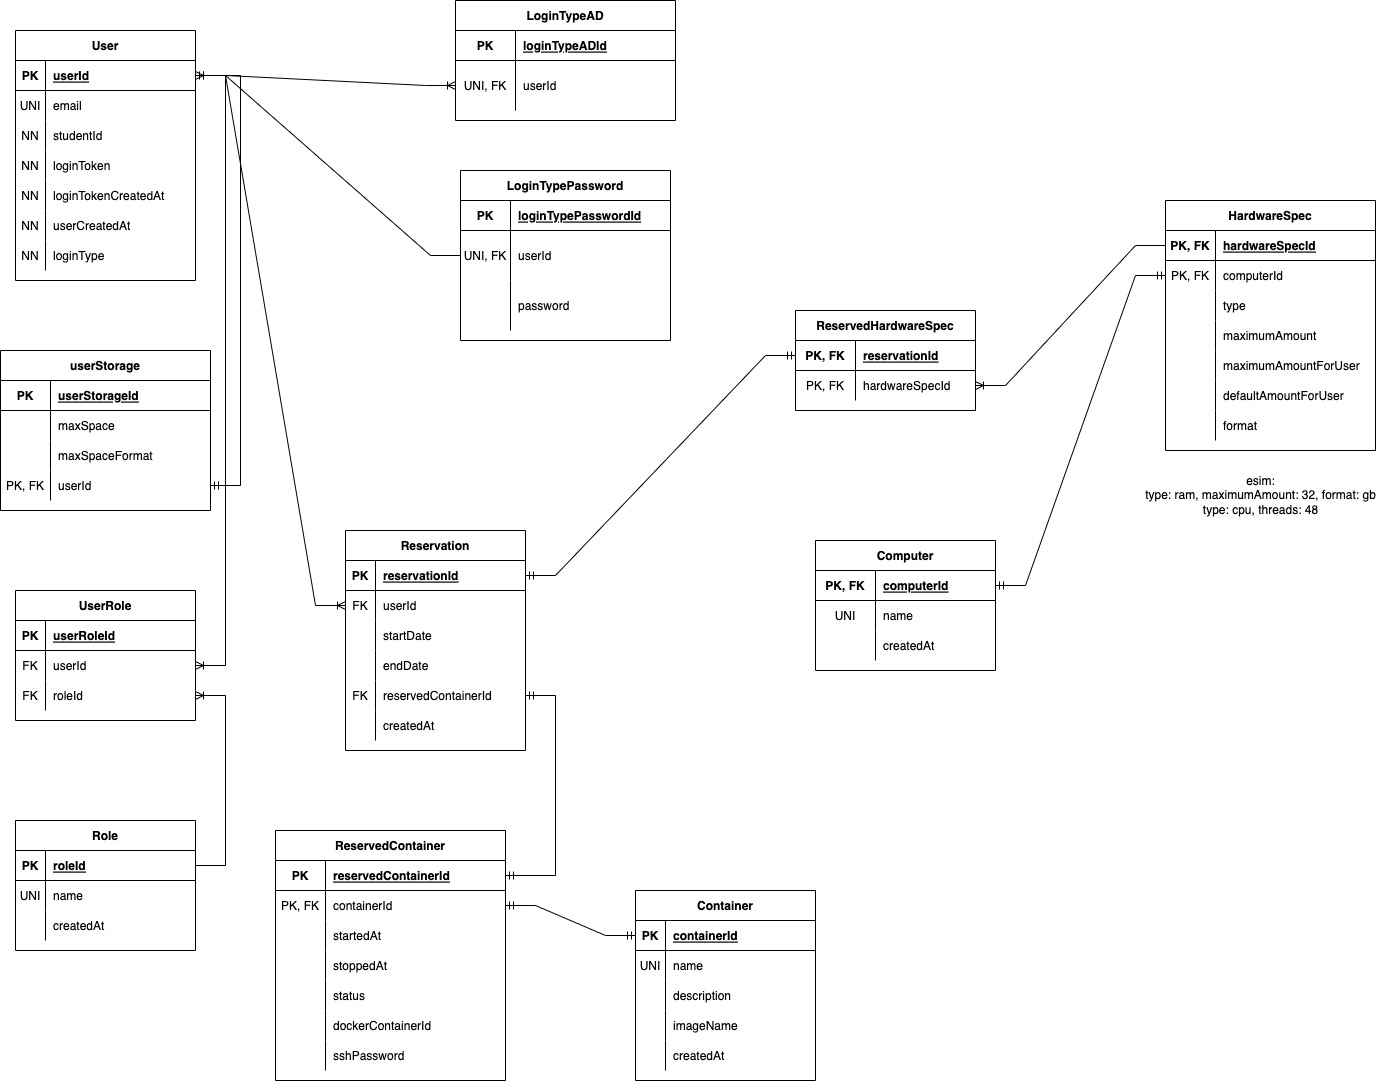 User
PK userId
UNI email
NN studentId
NN loginToken
NN loginTokenCreatedAt
NN userCreatedAt
NN loginType
LoginTypeAD
PK loginTypeADId
UNI, FK userId
LoginTypePassword
PK loginTypePasswordId
UNI, FK userId
password
HardwareSpec
PK, FK hardwareSpecId
PK, FK computerId
type
maximumAmount
maximumAmountForUser
defaultAmountForUser
format
esim:
type: ram, maximumAmount: 32, format: gb
type: cpu, threads: 48
ReservedHardwareSpec
PK, FK reservationId
PK, FK hardwareSpecId
userStorage
PK userStorageId
maxSpace
maxSpaceFormat
PK, FK userId
Reservation
PK reservationId
FK userId
startDate
endDate
FK reservedContainerId
createdAt
Computer
PK, FK computerId
UNI name
createdAt
UserRole
PK userRoleId
FK userId
FK roleId
Role
PK roleId
UNI name
createdAt
ReservedContainer
PK reservedContainerId
PK, FK containerId
startedAt
stoppedAt
status
dockerContainerId
sshPassword
Container
PK containerId
UNI name
description
imageName
createdAt